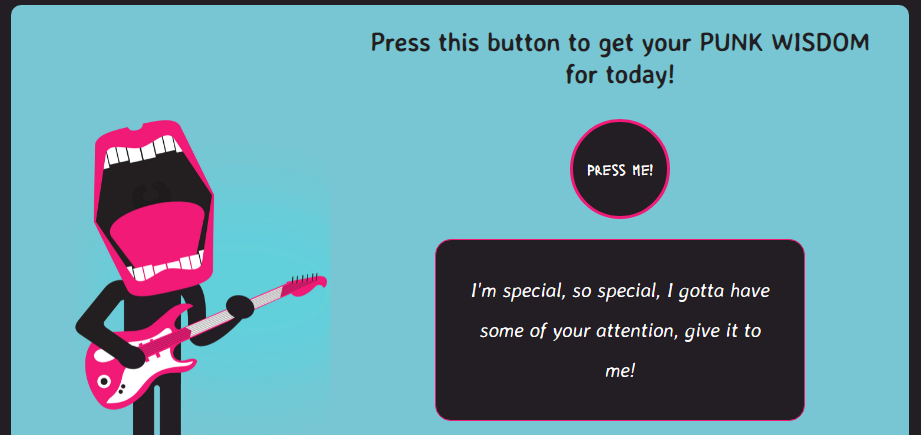 Press this button to get your PUNK WISDOM
for today!
PRESS ME!
I'm special, so special, I gotta have
some of your attention, give it to
me!